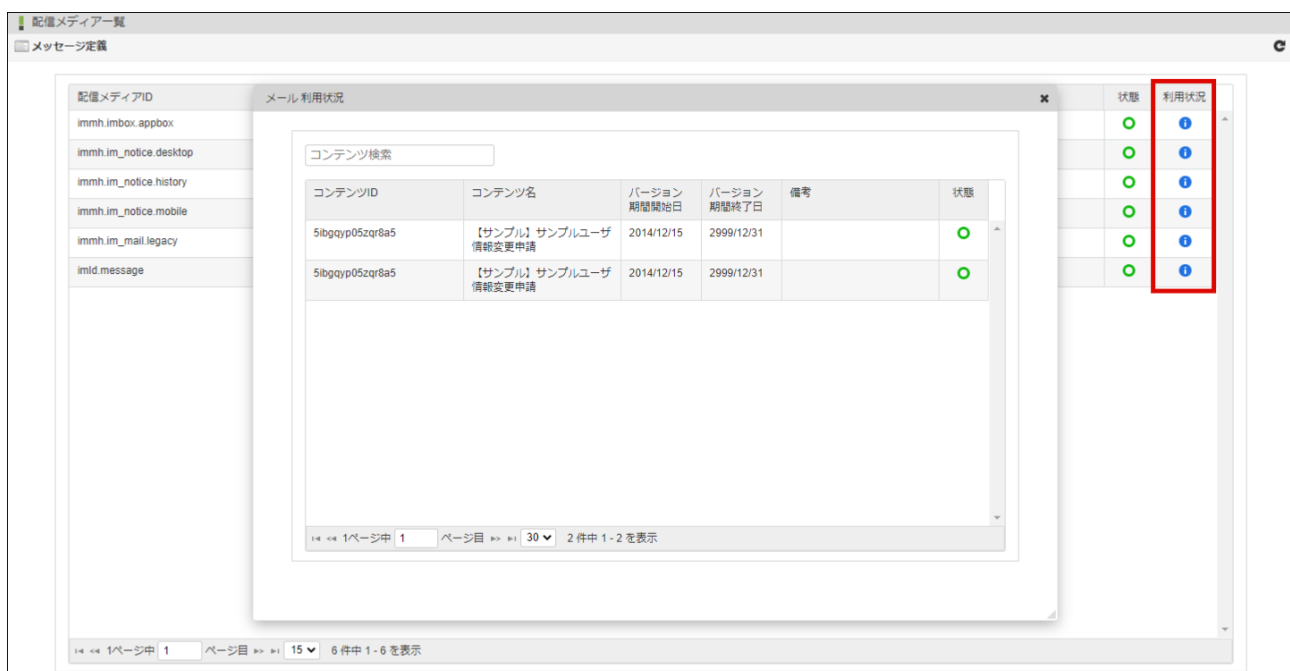 配信メディア一覧
メッセージ定義
配信メディアID
状態 利用状況
immh.imbox.appbox
immh.im_notice.desktop
immh.im_notice.history
immh.im_notice.mobile
immh.im_mail.legacy
imld.message
メール 利用状況
コンテンツ検索
コンテンツID コンテンツ名 バージョン期間開始日 バージョン期間終了日 備考 状態
5ibgqyp05zqr8a5 【サンプル】サンプルユーザ 2014/12/15 2999/12/31
情報変更申請
5ibgqyp05zqr8a5 【サンプル】サンプルユーザ 2014/12/15 2999/12/31
情報変更申請
1ページ中 1 ページ目 30 2 件中 1 - 2 を表示
1ページ中 1 ページ目 15 6 件中 1 - 6 を表示